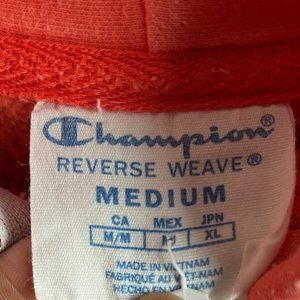 Champion®
REVERSE WEAVE®
MEDIUM
CA MEX JPN
M/M M XL
MADE IN VIETNAM
FABRIQUÉ AU VIET-NAM
HECHO EN VIETNAM